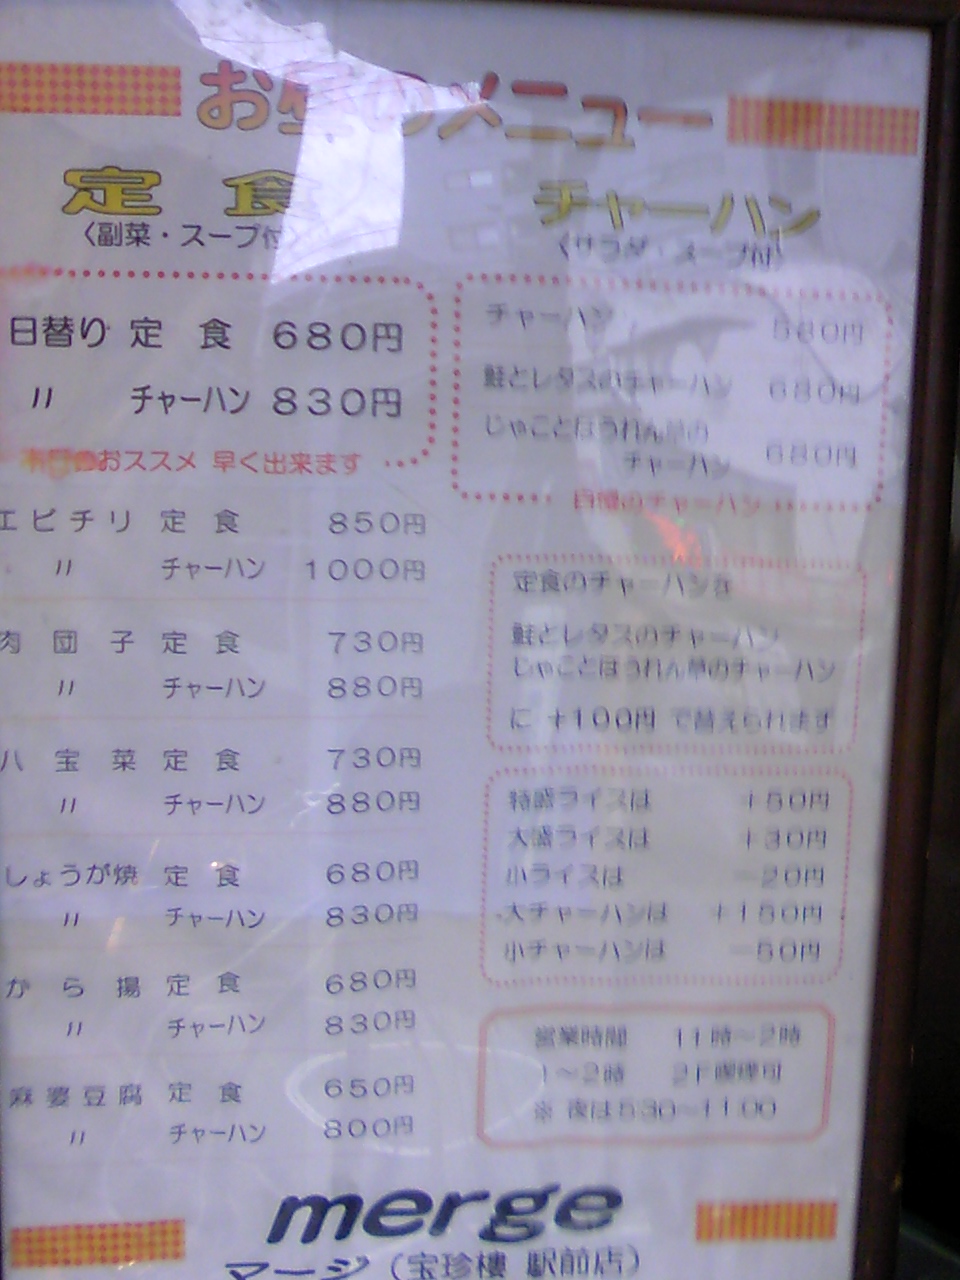 お昼のメニュー
定食
〈副菜・スープ付〉
日替り 定食 680円
〃 チャーハン 830円
本日のおススメ 早く出来ます
エビチリ 定食 850円
〃 チャーハン 1000円
肉団子 定食 730円
〃 チャーハン 880円
八宝菜 定食 730円
〃 チャーハン 880円
しょうが焼 定食 680円
〃 チャーハン 830円
から揚 定食 680円
〃 チャーハン 830円
麻婆豆腐 定食 650円
〃 チャーハン 800円
チャーハン
〈サラダ・スープ付〉
チャーハン 580円
鮭とレタスのチャーハン 680円
じゃことほうれん草の
チャーハン 680円
自慢のチャーハン
定食のチャーハンを
鮭とレタスのチャーハン
じゃことほうれん草のチャーハン
に +100円 で替えられます
特盛ライスは +50円
大盛ライスは +30円
小ライスは −20円
大チャーハンは +150円
小チャーハンは −50円
営業時間 11時〜2時
1〜2時 2F喫煙可
※ 夜は5:30〜11:00
merge
マージ（宝珍樓 駅前店）